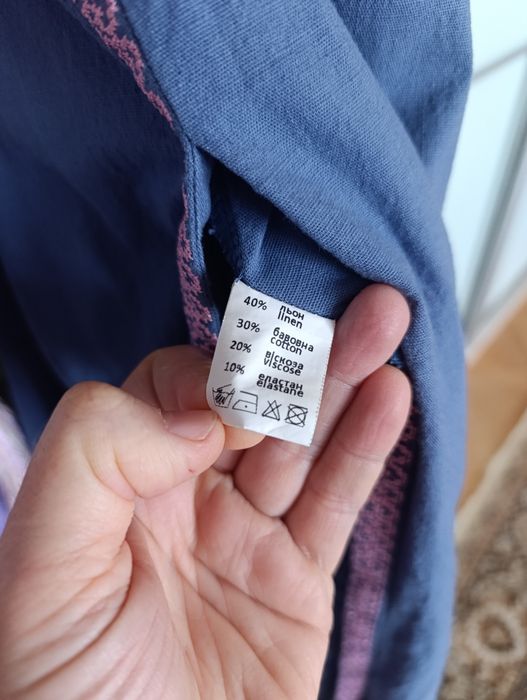 40% льон
linen
30% бавовна
cotton
20% віскоза
viscose
10% еластан
elastane